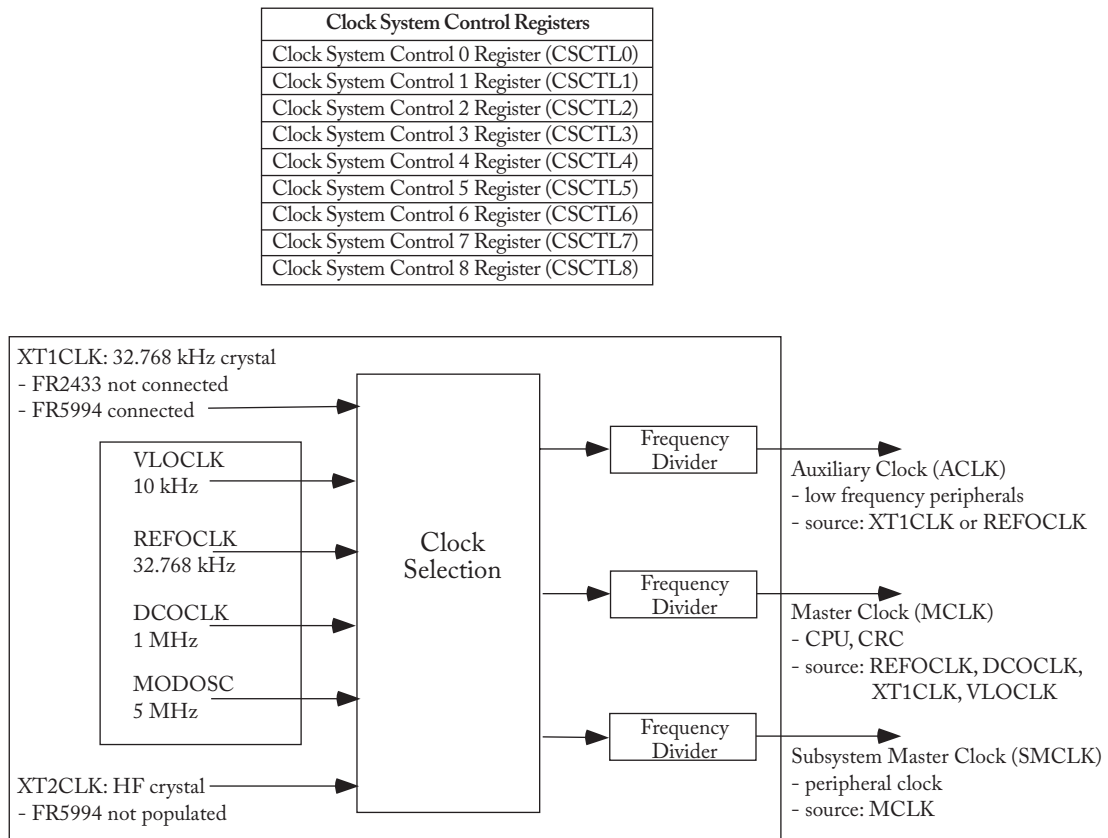 Clock System Control Registers
Clock System Control 0 Register (CSCTL0)
Clock System Control 1 Register (CSCTL1)
Clock System Control 2 Register (CSCTL2)
Clock System Control 3 Register (CSCTL3)
Clock System Control 4 Register (CSCTL4)
Clock System Control 5 Register (CSCTL5)
Clock System Control 6 Register (CSCTL6)
Clock System Control 7 Register (CSCTL7)
Clock System Control 8 Register (CSCTL8)
XT1CLK: 32.768 kHz crystal
- FR2433 not connected
- FR5994 connected
VLOCLK
10 kHz
REFOCLK
32.768 kHz
DCOCLK
1 MHz
MODOSC
5 MHz
XT2CLK: HF crystal
- FR5994 not populated
Clock
Selection
Frequency
Divider
Auxiliary Clock (ACLK)
- low frequency peripherals
- source: XT1CLK or REFOCLK
Frequency
Divider
Master Clock (MCLK)
- CPU, CRC
- source: REFOCLK, DCOCLK,
XT1CLK, VLOCLK
Frequency
Divider
Subsystem Master Clock (SMCLK)
- peripheral clock
- source: MCLK